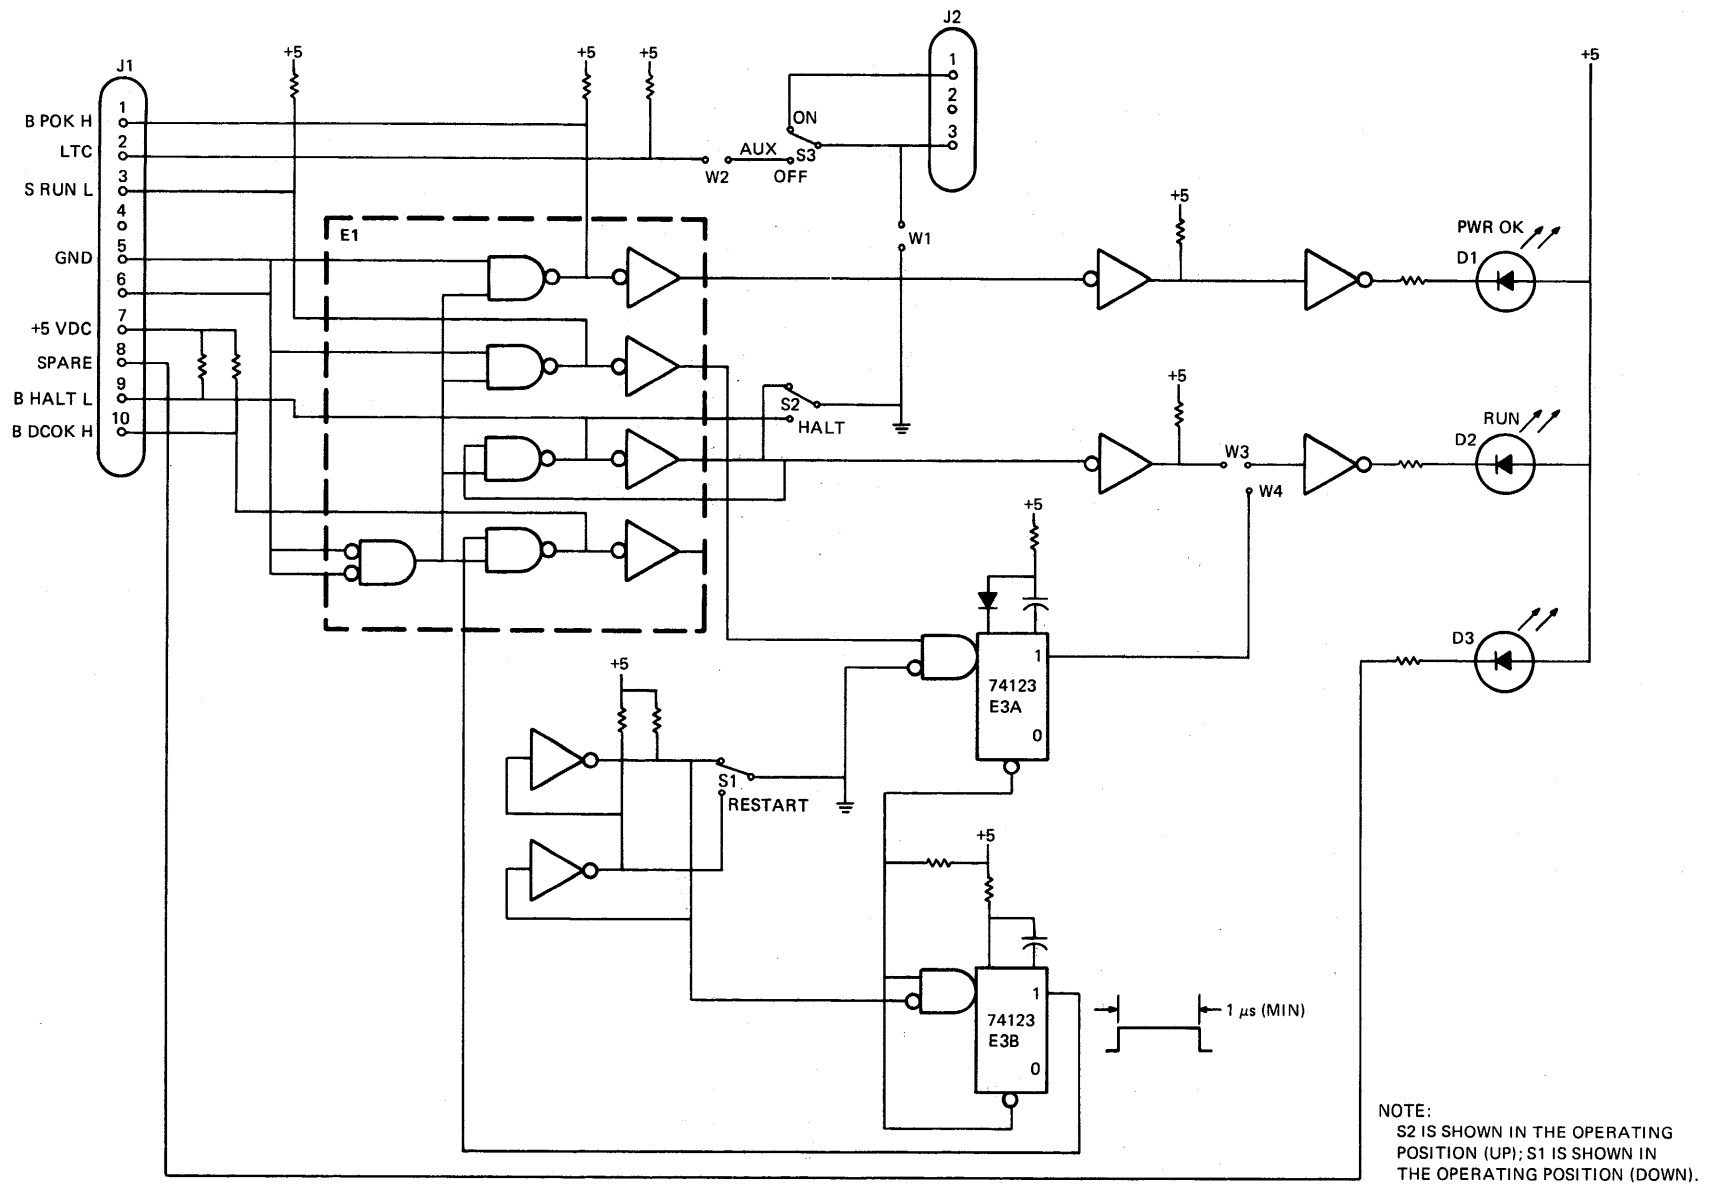 J2
+5
+5
+5
+5
J1
1
2
3
ON
AUX
S3
OFF
W2
1
B POK H
2
LTC
3
S RUN L
4
5
GND
6
7
+5 VDC
8
SPARE
9
B HALT L
10
B DCOK H
E1
W1
+5
PWR OK
D1
S2
HALT
+5
RUN
D2
W3
W4
+5
D3
1
74123
E3A
0
+5
S1
RESTART
+5
1
74123
E3B
0
1 μs (MIN)
NOTE:
S2 IS SHOWN IN THE OPERATING
POSITION (UP); S1 IS SHOWN IN
THE OPERATING POSITION (DOWN).